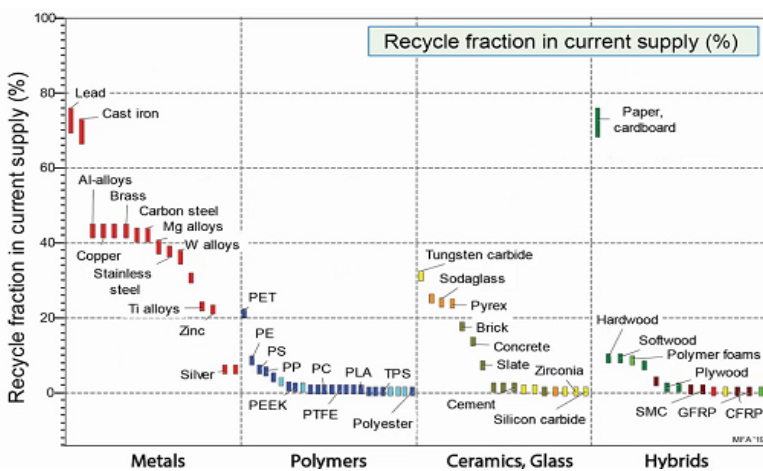 Recycle fraction in current supply (%)
Recycle fraction in current supply (%)
100
80
60
40
20
0
Lead
Cast iron
Al-alloys
Brass
Carbon steel
Mg alloys
W alloys
Copper
Stainless
steel
Ti alloys
Zinc
Silver
PET
PE
PS
PP
PC
PLA
TPS
PEEK
PTFE
Polyester
Tungsten carbide
Sodaglass
Pyrex
Brick
Concrete
Slate
Zirconia
Cement
Silicon carbide
Paper,
cardboard
Hardwood
Softwood
Polymer foams
Plywood
SMC
GFRP
CFRP
Metals
Polymers
Ceramics, Glass
Hybrids